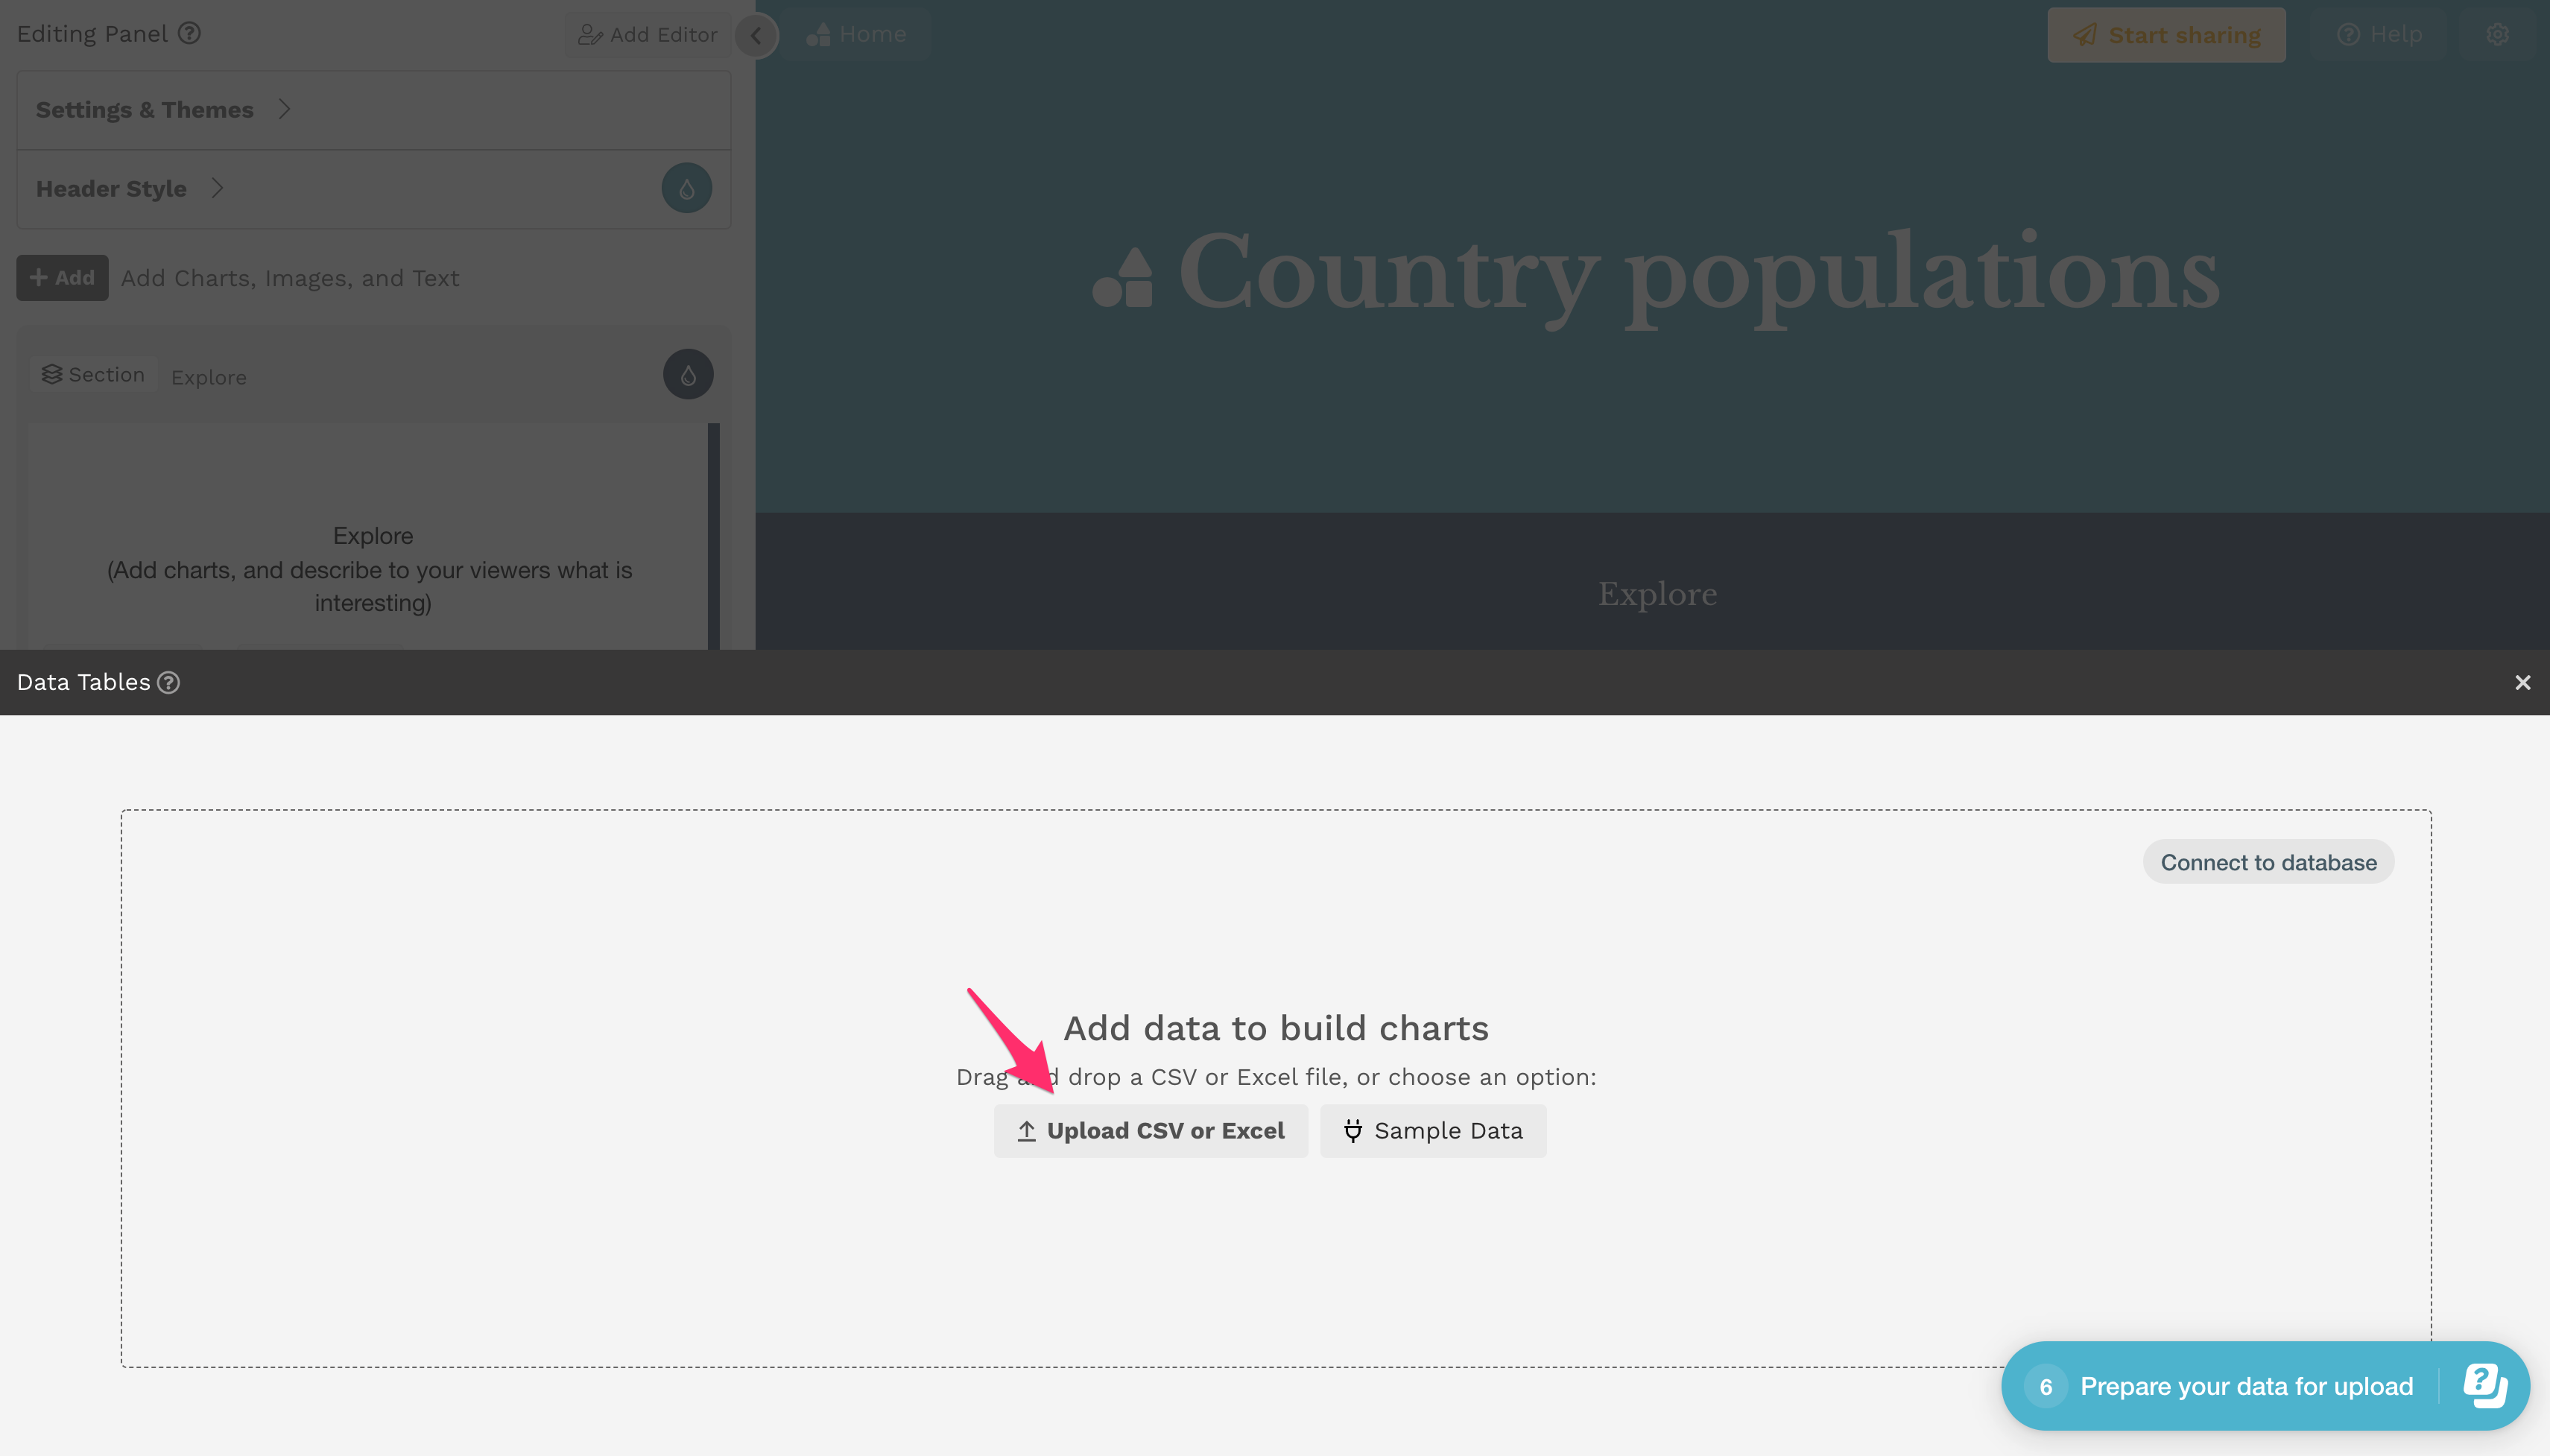 Editing Panel
Add Editor
Home
Start sharing
Help
Settings & Themes
Header Style
Add
Add Charts, Images, and Text
Country populations
Section
Explore
Explore
(Add charts, and describe to your viewers what is
interesting)
Explore
Data Tables
Connect to database
Add data to build charts
Drag and drop a CSV or Excel file, or choose an option:
Upload CSV or Excel
Sample Data
6
Prepare your data for upload